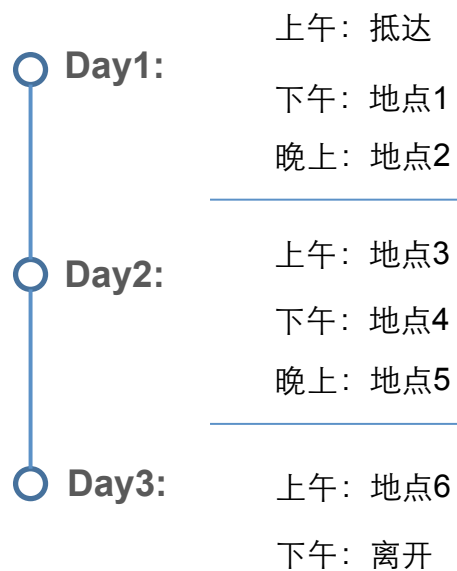 上午：抵达
Day1:
下午：地点1
晚上：地点2
上午：地点3
Day2:
下午：地点4
晚上：地点5
Day3:
上午：地点6
下午：离开